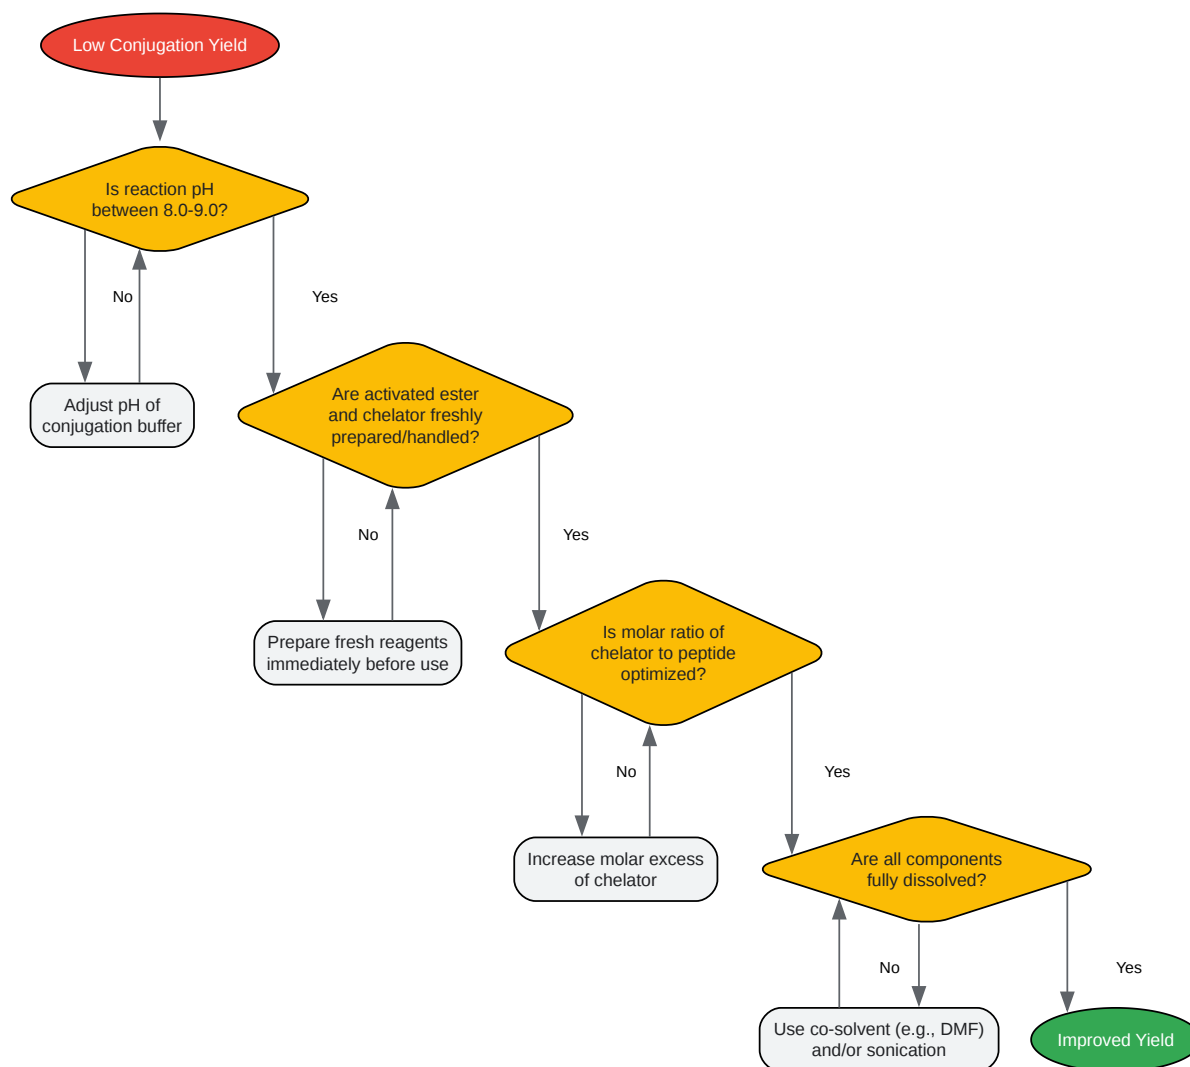 Low Conjugation Yield
Is reaction pH
between 8.0-9.0?
No
Yes
Adjust pH of
conjugation buffer
Are activated ester
and chelator freshly
prepared/handled?
No
Yes
Prepare fresh reagents
immediately before use
Is molar ratio of
chelator to peptide
optimized?
No
Yes
Increase molar excess
of chelator
Are all components
fully dissolved?
No
Yes
Use co-solvent (e.g., DMF)
and/or sonication
Improved Yield